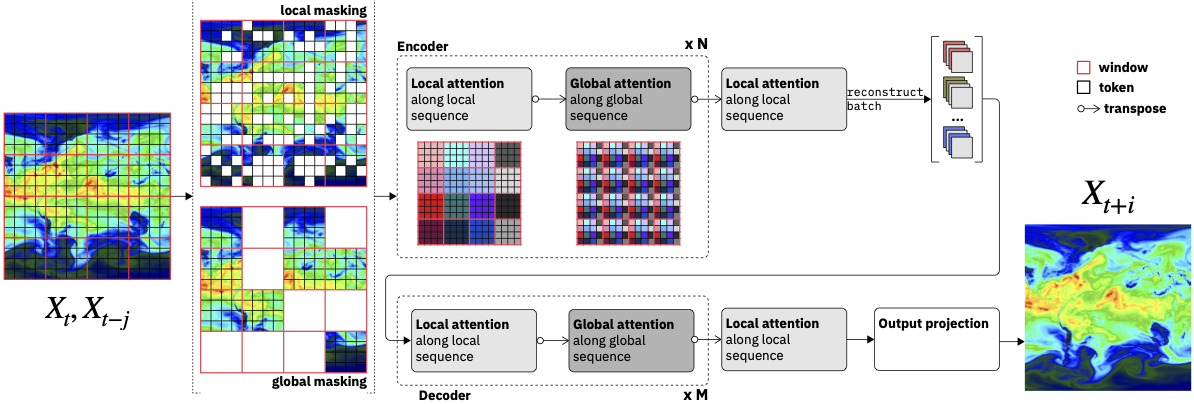 local masking
Encoder
x N
Local attention
along local
sequence
Global attention
along global
sequence
Local attention
along local
sequence
reconstruct
batch
...
window
token
transpose
X_t, X_{t−j}
X_{t+i}
global masking
Local attention
along local
sequence
Global attention
along global
sequence
Local attention
along local
sequence
Output projection
Decoder
x M